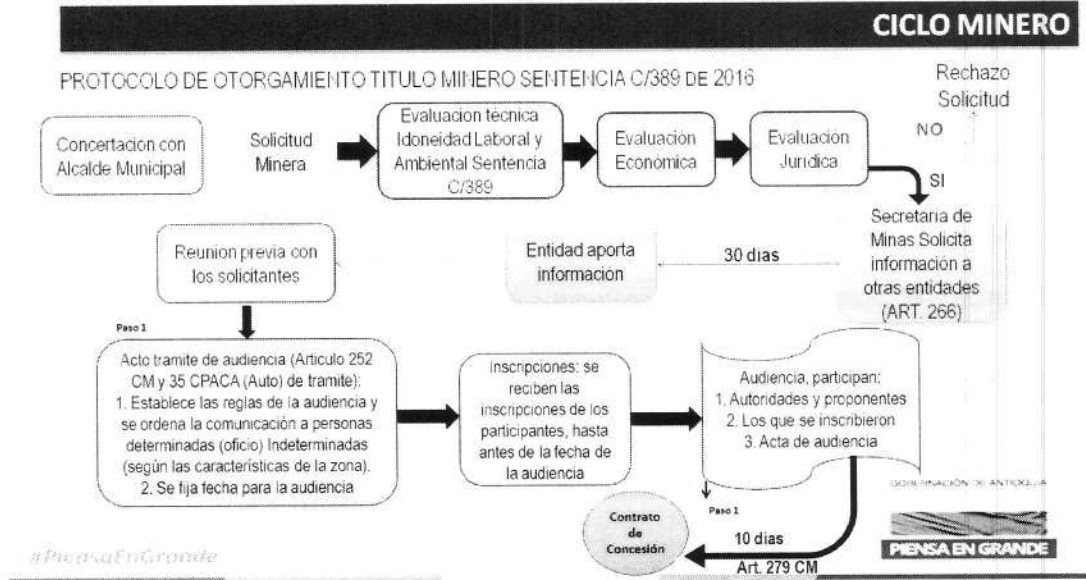 CICLO MINERO
PROTOCOLO DE OTORGAMIENTO TITULO MINERO SENTENCIA C/389 DE 2016
Rechazo
Solicitud
NO
Concertación con
Alcalde Municipal
Solicitud
Minera
Evaluacion técnica
Idoneidad Laboral y
Ambiental Sentencia
C/389
Evaluación
Económica
Evaluación
Jurídica
SI
Secretaria de
Minas Solicita
información a
otras entidades
(ART. 266)
30 dias
Entidad aporta
información
Reunion previa con
los solicitantes
Paso 1
Acto tramite de audiencia (Articulo 252
CM y 35 CPACA (Auto) de tramite):
1. Establece las reglas de la audiencia y
se ordena la comunicación a personas
determinadas (oficio) Indeterminadas
(según las características de la zona).
2. Se fija fecha para la audiencia
Inscripciones: se
reciben las
inscripciones de los
participantes, hasta
antes de la fecha de
la audiencia
Audiencia, participan:
1. Autoridades y proponentes
2. Los que se inscribieron
3. Acta de audiencia
Paso 1
Contrato
de
Concesión
10 dias
Art. 279 CM
GOBERNACIÓN DE ANTIOQUIA
PIENSA EN GRANDE
#PiensaEnGrande